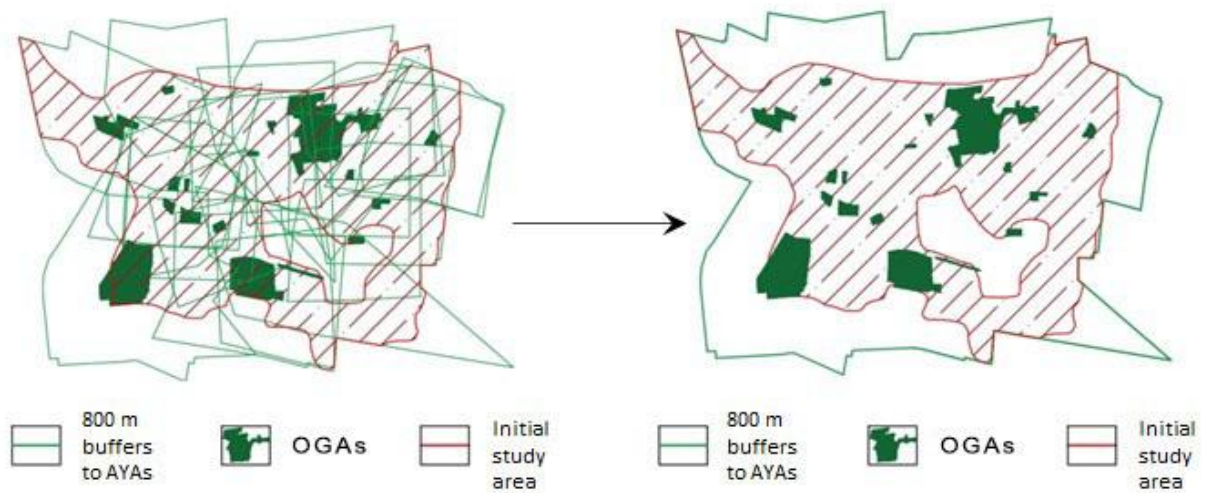 800 m
buffers
to AYAs
OGAs
Initial
study
area
800 m
buffers
to AYAs
OGAs
Initial
study
area